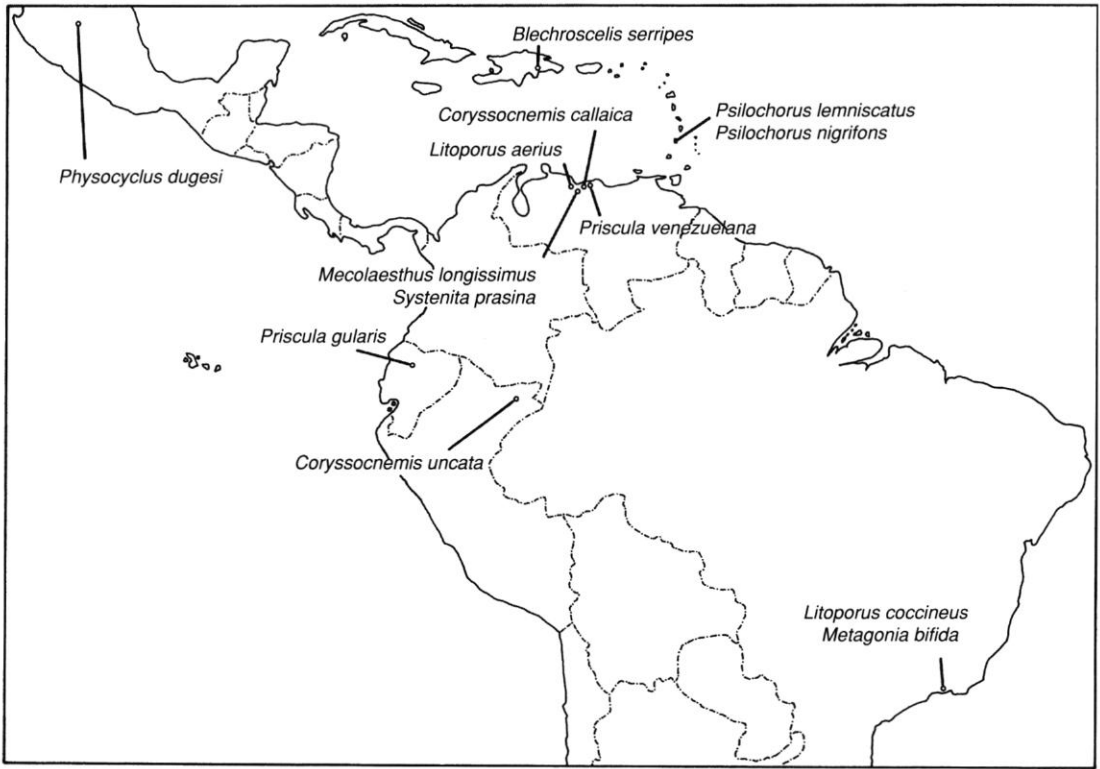 Blechroscelis serripes
Coryssocnemis callaica
Psilochorus lemniscatus
Psilochorus nigrifons
Litoporus aerius
Physocyclus dugesi
Priscula venezuelana
Mecolaesthus longissimus
Systenita prasina
Priscula gularis
Coryssocnemis uncata
Litoporus coccineus
Metagonia bifida